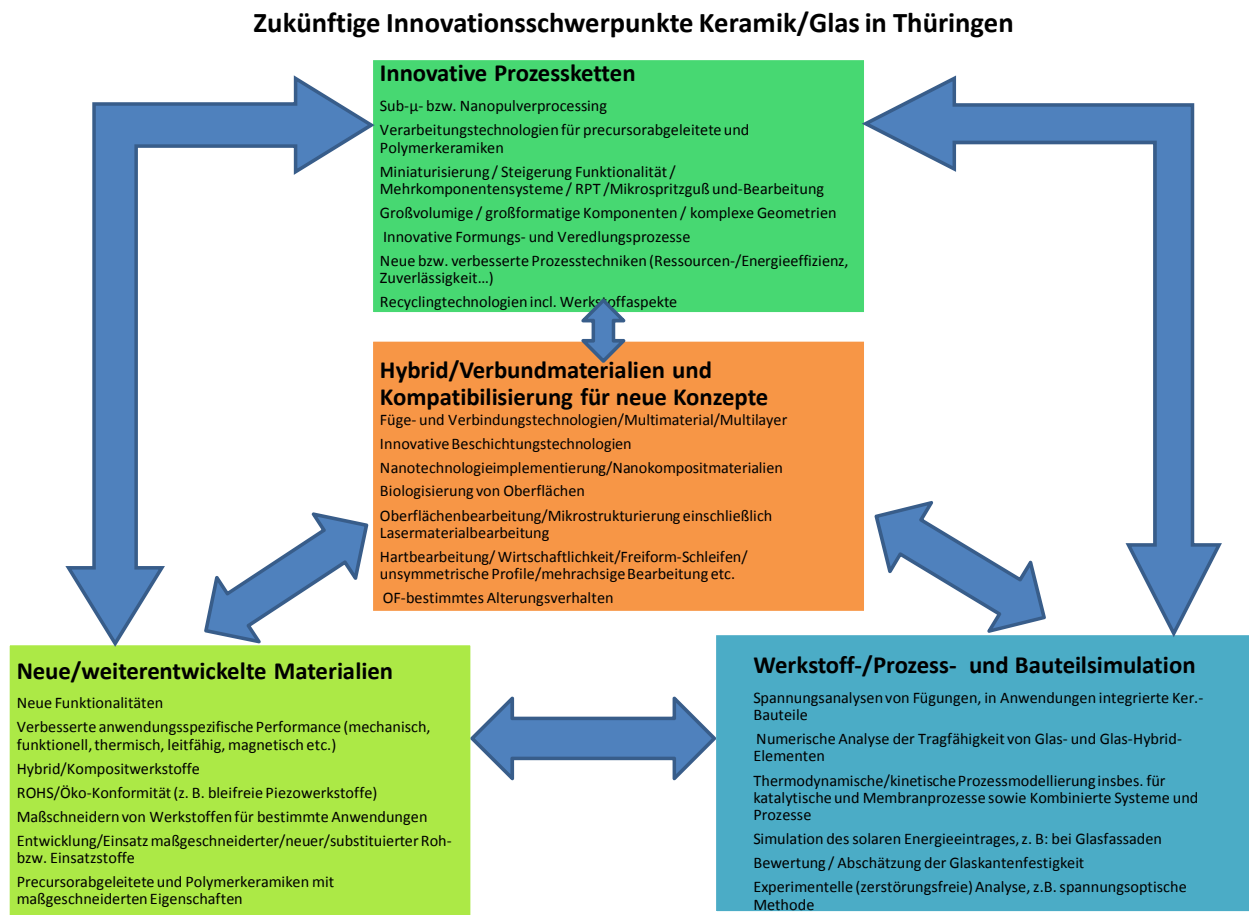 Zukünftige Innovationsschwerpunkte Keramik/Glas in Thüringen
Innovative Prozessketten
Sub-µ- bzw. Nanopulverprocessing
Verarbeitungstechnologien für precursorabgeleitete und
Polymerkeramiken
Miniaturisierung / Steigerung Funktionalität /
Mehrkomponentensysteme / RPT /Mikrospritzguß und-Bearbeitung
Großvolumige / großformatige Komponenten / komplexe Geometrien
Innovative Formungs- und Veredlungsprozesse
Neue bzw. verbesserte Prozesstechniken (Ressourcen-/Energieeffizienz,
Zuverlässigkeit...)
Recyclingtechnologien incl. Werkstoffaspekte
Hybrid/Verbundmaterialien und
Kompatibilisierung für neue Konzepte
Füge- und Verbindungstechnologien/Multimaterial/Multilayer
Innovative Beschichtungstechnologien
Nanotechnologieimplementierung/Nanokompositmaterialien
Biologisierung von Oberflächen
Oberflächenbearbeitung/Mikrostrukturierung einschließlich
Lasermaterialbearbeitung
Hartbearbeitung/ Wirtschaftlichkeit/Freiform-Schleifen/
unsymmetrische Profile/mehrachsige Bearbeitung etc.
OF-bestimmtes Alterungsverhalten
Neue/weiterentwickelte Materialien
Neue Funktionalitäten
Verbesserte anwendungsspezifische Performance (mechanisch,
funktionell, thermisch, leitfähig, magnetisch etc.)
Hybrid/Kompositwerkstoffe
ROHS/Öko-Konformität (z. B. bleifreie Piezowerkstoffe)
Maßschneidern von Werkstoffen für bestimmte Anwendungen
Entwicklung/Einsatz maßgeschneiderter/neuer/substituierter Roh-
bzw. Einsatzstoffe
Precursorabgeleitete und Polymerkeramiken mit
maßgeschneiderten Eigenschaften
Werkstoff-/Prozess- und Bauteilsimulation
Spannungsanalysen von Fügungen, in Anwendungen integrierte Ker.-
Bauteile
Numerische Analyse der Tragfähigkeit von Glas- und Glas-Hybrid-
Elementen
Thermodynamische/kinetische Prozessmodellierung insbes. für
katalytische und Membranprozesse sowie Kombinierte Systeme und
Prozesse
Simulation des solaren Energieeintrages, z. B: bei Glasfassaden
Bewertung / Abschätzung der Glaskantenfestigkeit
Experimentelle (zerstörungsfreie) Analyse, z.B. spannungsoptische
Methode